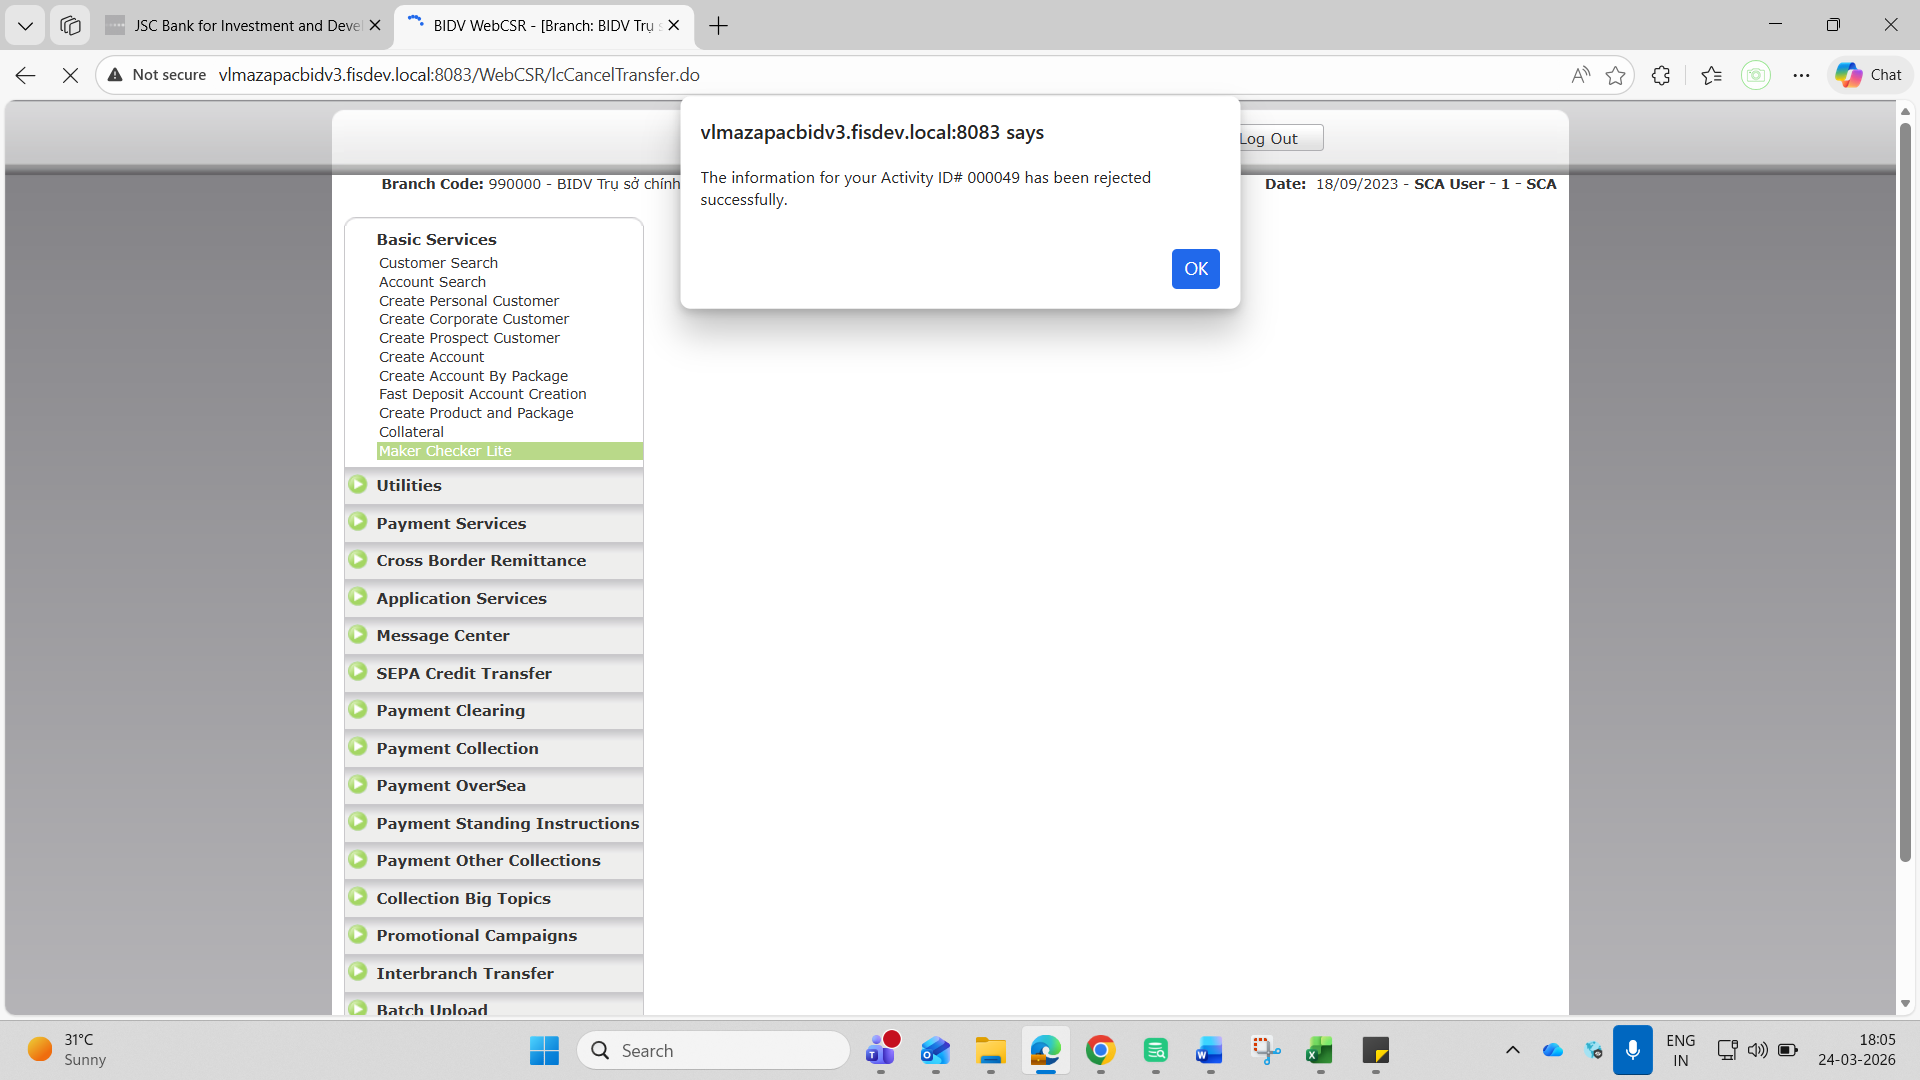 JSC Bank for Investment and Deve
BIDV WebCSR - [Branch: BIDV Trụ s
Not secure
vlmazapacbidv3.fisdev.local:8083/WebCSR/lcCancelTransfer.do
Chat
vlmazapacbidv3.fisdev.local:8083 says
The information for your Activity ID# 000049 has been rejected
successfully.
OK
Log Out
Branch Code: 990000 - BIDV Trụ sở chính
Date: 18/09/2023 - SCA User - 1 - SCA
Basic Services
Customer Search
Account Search
Create Personal Customer
Create Corporate Customer
Create Prospect Customer
Create Account
Create Account By Package
Fast Deposit Account Creation
Create Product and Package
Collateral
Maker Checker Lite
Utilities
Payment Services
Cross Border Remittance
Application Services
Message Center
SEPA Credit Transfer
Payment Clearing
Payment Collection
Payment OverSea
Payment Standing Instructions
Payment Other Collections
Collection Big Topics
Promotional Campaigns
Interbranch Transfer
Batch Upload
31°C
Sunny
Search
ENG
IN
18:05
24-03-2026